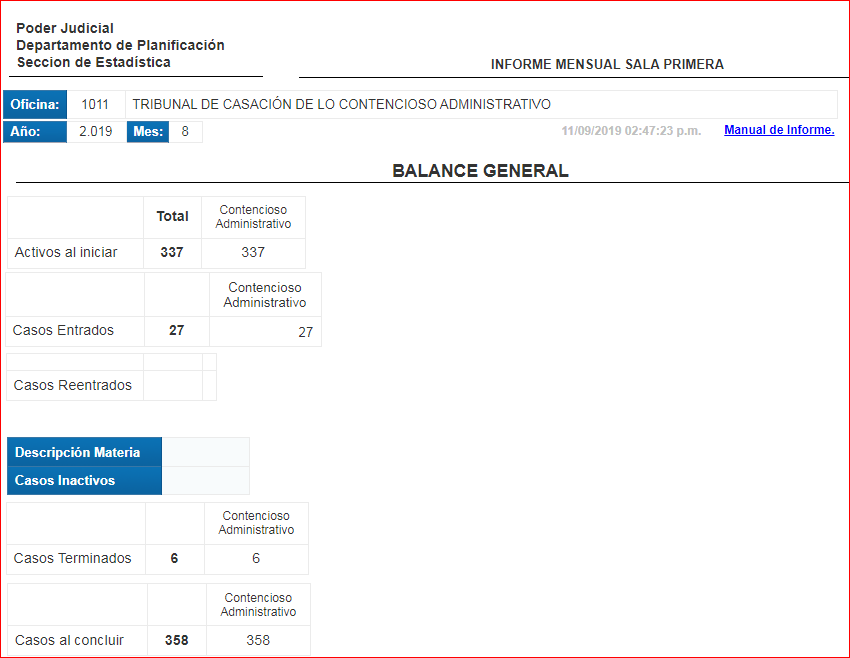 Poder Judicial
Departamento de Planificación
Seccion de Estadística
INFORME MENSUAL SALA PRIMERA
Oficina: 1011 TRIBUNAL DE CASACIÓN DE LO CONTENCIOSO ADMINISTRATIVO
Año: 2.019 Mes: 8 11/09/2019 02:47:23 p.m. Manual de Informe.
BALANCE GENERAL
Total Contencioso
Administrativo
Activos al iniciar 337 337
Contencioso
Administrativo
Casos Entrados 27 27
Casos Reentrados
Descripción Materia
Casos Inactivos
Contencioso
Administrativo
Casos Terminados 6 6
Contencioso
Administrativo
Casos al concluir 358 358